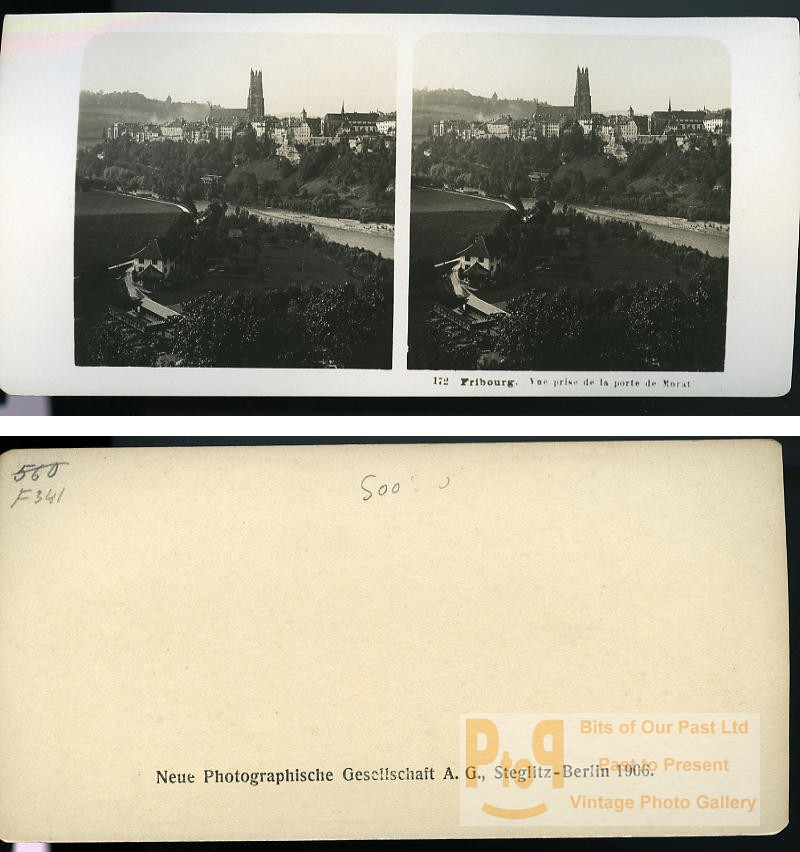 172 Fribourg. Vue prise de la porte de Morat
560
F341
500
Neue Photographische Gesellschaft A. G., Steglitz-Berlin 1906.
PtoP
Bits of Our Past Ltd
Past to Present
Vintage Photo Gallery